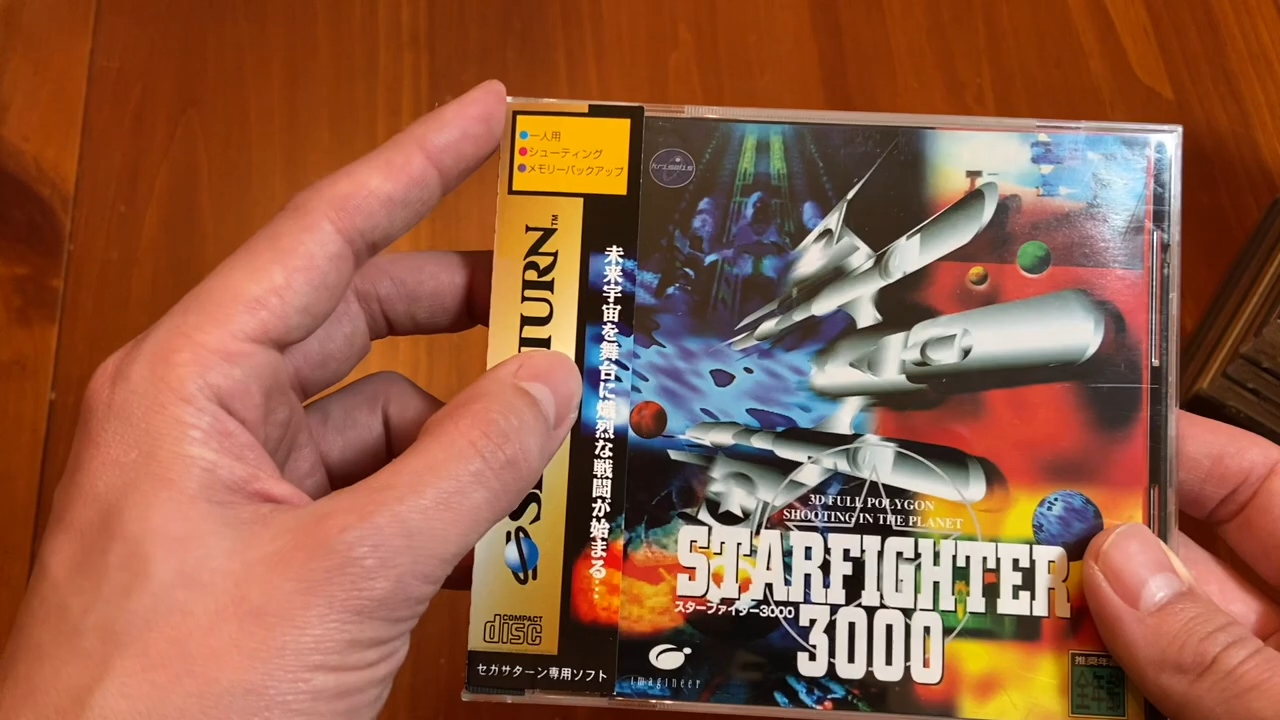 一人用
シューティング
メモリーバックアップ
TURN™
未来宇宙を舞台に熾烈な戦闘が始まる…
COMPACT
disc
セガサターン専用ソフト
krisalis
3D FULL POLYGON
SHOOTING IN THE PLANET
STARFIGHTER
スターファイター3000
3000
imagineer
推奨年
全年齢